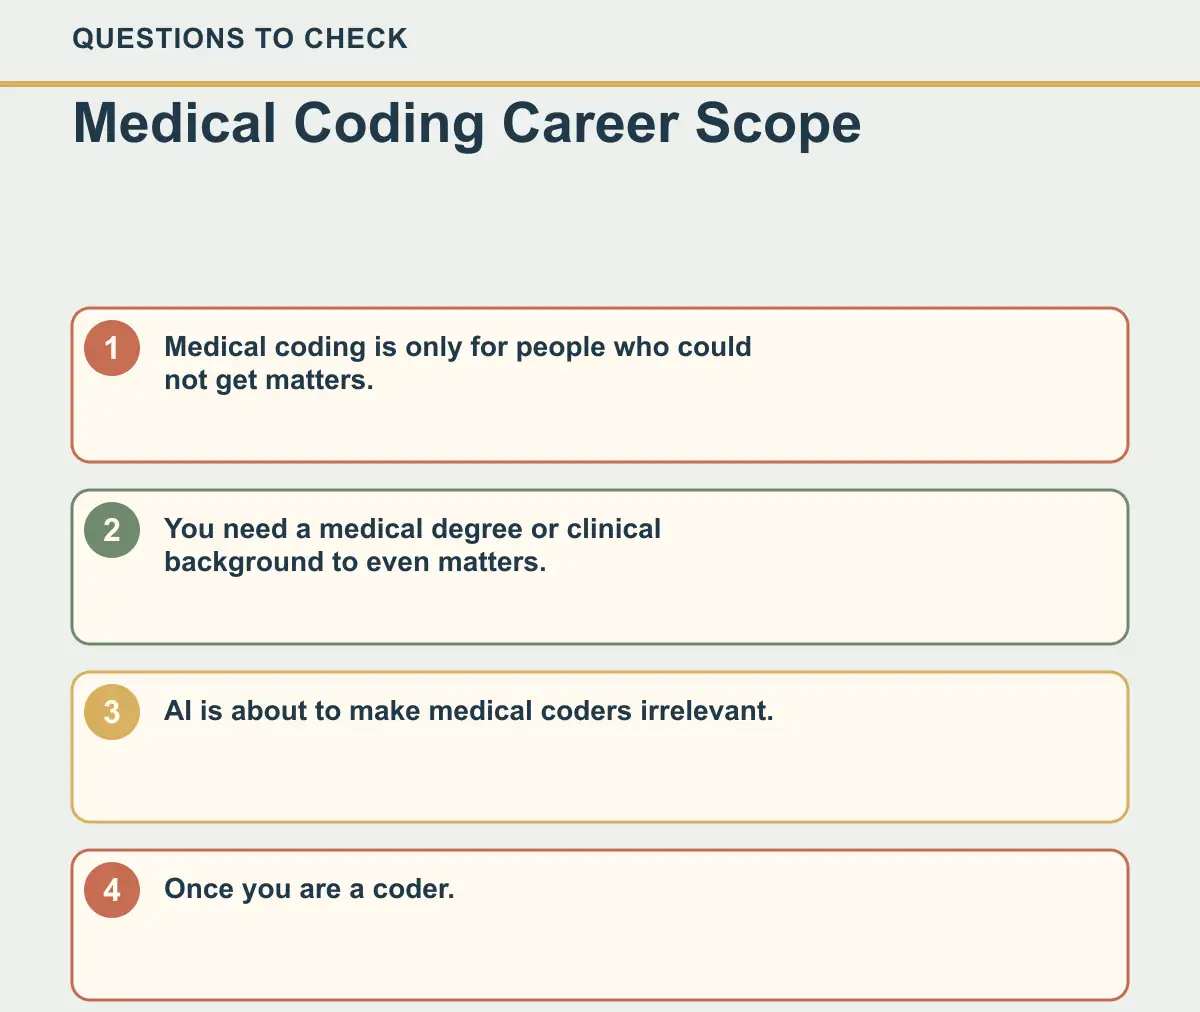 QUESTIONS TO CHECK
Medical Coding Career Scope
1
Medical coding is only for people who could
not get matters.
2
You need a medical degree or clinical
background to even matters.
3
AI is about to make medical coders irrelevant.
4
Once you are a coder.